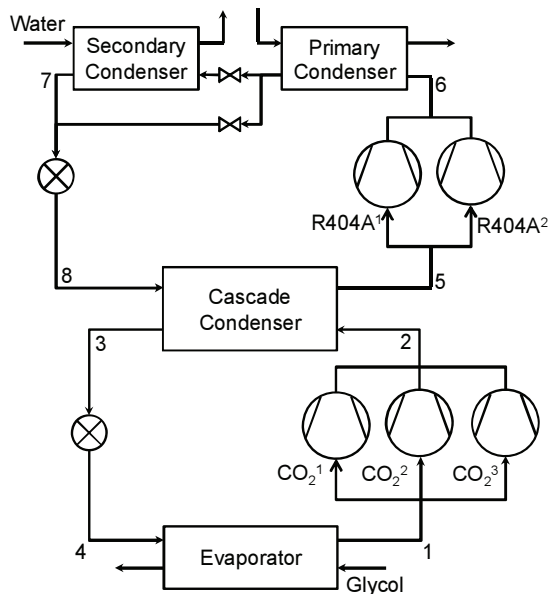 Water
Secondary
Condenser
Primary
Condenser
7
6
R404A¹
R404A²
8
5
Cascade
Condenser
3
2
CO₂¹
CO₂²
CO₂³
4
1
Evaporator
Glycol